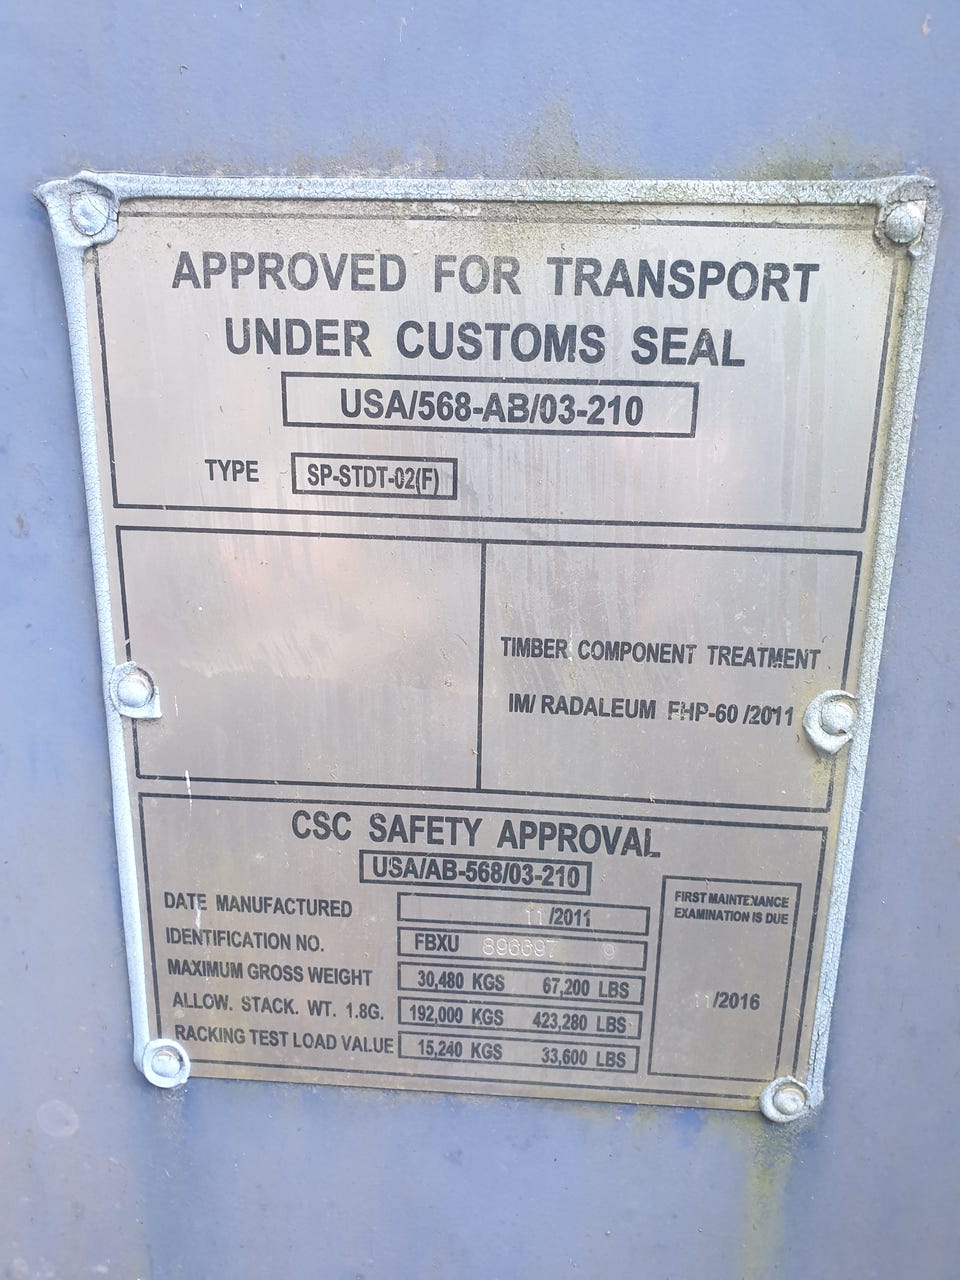 APPROVED FOR TRANSPORT
UNDER CUSTOMS SEAL
USA/568-AB/03-210
TYPE SP-STDT-02(F)
TIMBER COMPONENT TREATMENT
IM/ RADALEUM FHP-60 /2011
CSC SAFETY APPROVAL
USA/AB-568/03-210
DATE MANUFACTURED 11/2011
IDENTIFICATION NO. FBXU 896697 9
MAXIMUM GROSS WEIGHT 30,480 KGS 67,200 LBS
ALLOW. STACK. WT. 1.8G. 192,000 KGS 423,280 LBS
RACKING TEST LOAD VALUE 15,240 KGS 33,600 LBS
FIRST MAINTENANCE
EXAMINATION IS DUE
11/2016